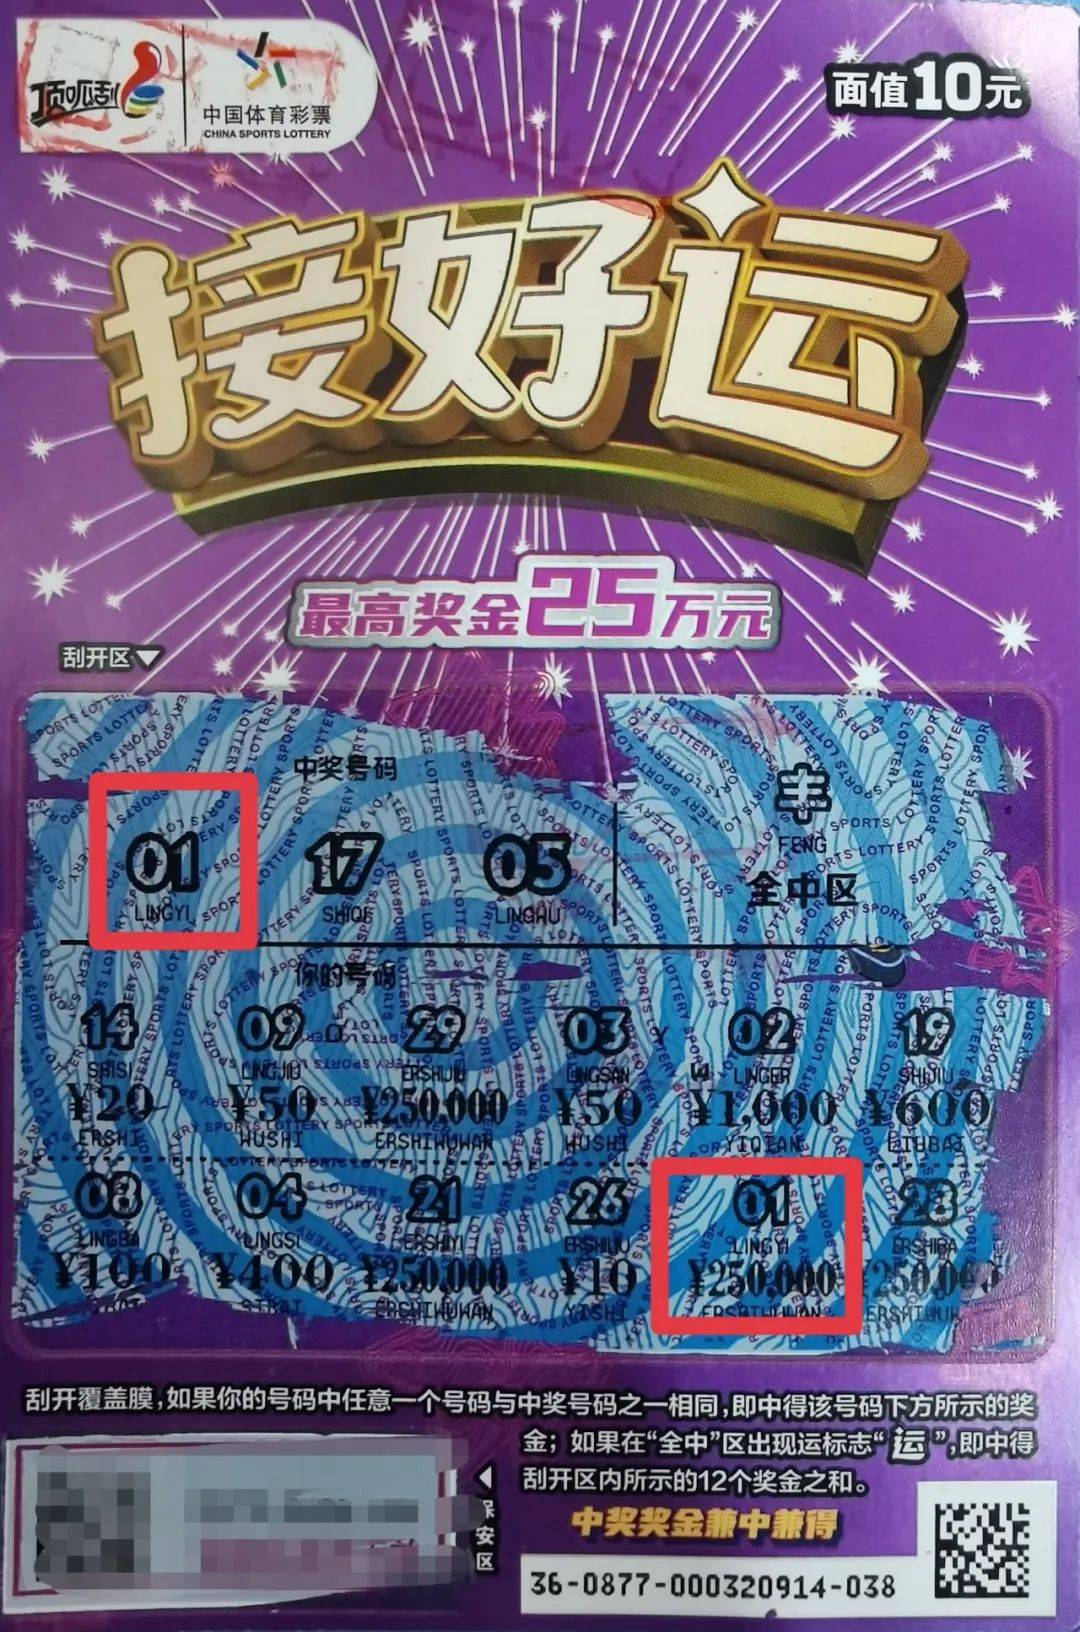 顶呱刮
中国体育彩票
CHINA SPORTS LOTTERY
面值10元
接好运
最高奖金25万元
刮开区
中奖号码
01 17 05
LINGYI SHIQI LINGWU
丰
FENG
全中区
你的号码
14 09 29 03 02 19
SHISI LINGJIU ERSHIJIU LINGSAN LINGER SHIJIU
¥20 ¥50 ¥250,000 ¥50 ¥1,000 ¥600
ERSHI WUSHI ERSHIWUWAN WUSHI YIQIAN LIUBAI
08 04 21 26 01 28
LINGBA LINGSI ERSHIYI ERSHILIU LINGYI ERSHIBA
¥100 ¥400 ¥250,000 ¥10 ¥250,000 ¥250,000
ERSHIWUWAN YISHI ERSHIWUWAN
刮开覆盖膜,如果你的号码中任意一个号码与中奖号码之一相同,即中得该号码下方所示的奖
金;如果在“全中”区出现运标志“运”,即中得
刮开区内所示的12个奖金之和。
中奖奖金兼中兼得
保安区
36-0877-000320914-038